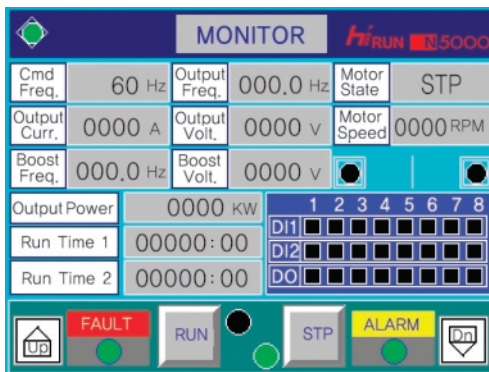 MONITOR
HiRUN N5000
Cmd Freq. 60 Hz Output Freq. 000.0 Hz Motor State STP
Output Curr. 0000 A Output Volt. 0000 V Motor Speed 0000 RPM
Boost Freq. 000.0 Hz Boost Volt. 0000 V
Output Power 0000 KW
1 2 3 4 5 6 7 8
Run Time 1 00000:00
DI1
DI2
Run Time 2 00000:00
DO
Up FAULT RUN STP ALARM Dn